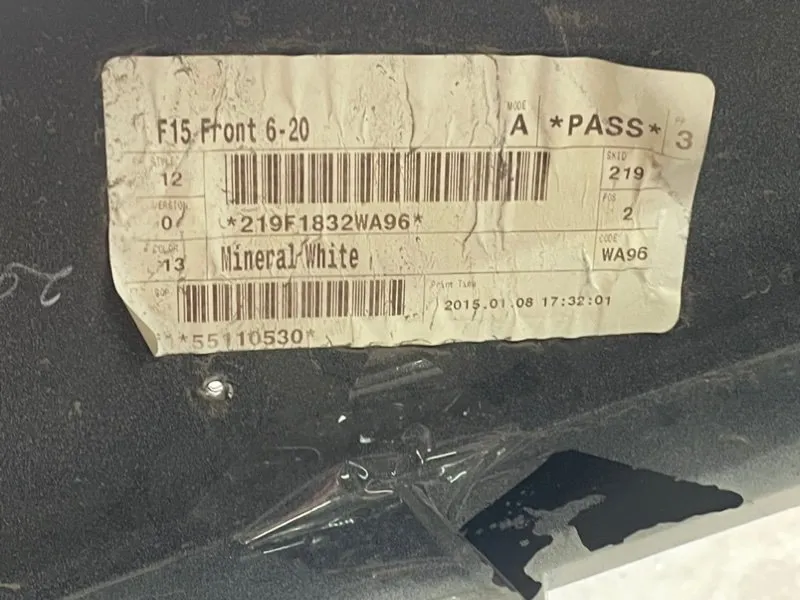 F15 Front 6-20
MODE
A
*PASS*
3
STYLE
12
SKID
219
VERSION
0
*219F1832WA96*
POS
2
COLOR
13
Mineral White
CODE
WA96
Print Time
2015.01.08 17:32:01
*55110530*